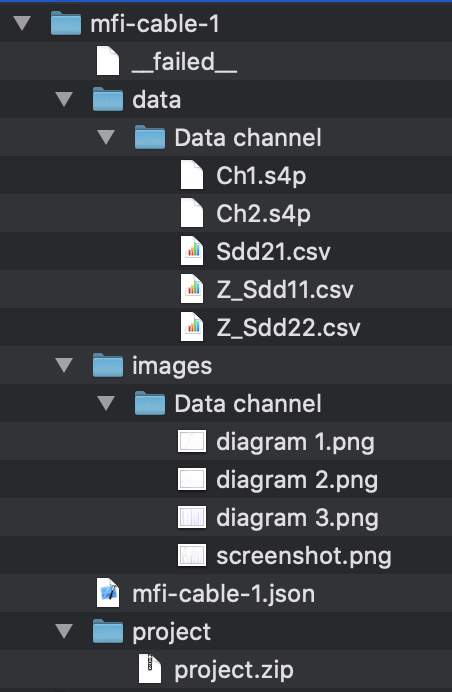 mfi-cable-1
__failed__
data
Data channel
Ch1.s4p
Ch2.s4p
Sdd21.csv
Z_Sdd11.csv
Z_Sdd22.csv
images
Data channel
diagram 1.png
diagram 2.png
diagram 3.png
screenshot.png
mfi-cable-1.json
project
project.zip